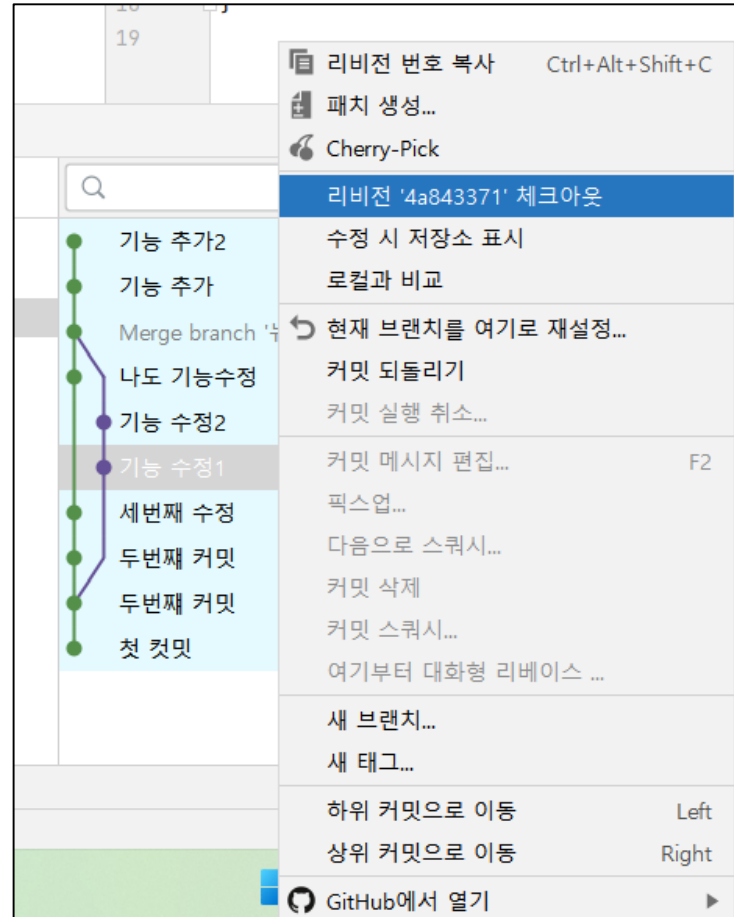 19
리비전 번호 복사 Ctrl+Alt+Shift+C
패치 생성...
Cherry-Pick
리비전 '4a843371' 체크아웃
수정 시 저장소 표시
로컬과 비교
현재 브랜치를 여기로 재설정...
커밋 되돌리기
커밋 실행 취소...
커밋 메시지 편집... F2
픽스업...
다음으로 스쿼시...
커밋 삭제
커밋 스쿼시...
여기부터 대화형 리베이스 ...
새 브랜치...
새 태그...
하위 커밋으로 이동 Left
상위 커밋으로 이동 Right
GitHub에서 열기
기능 추가2
기능 추가
Merge branch '
나도 기능수정
기능 수정2
기능 수정1
세번째 수정
두번째 커밋
두번째 커밋
첫 컷밋